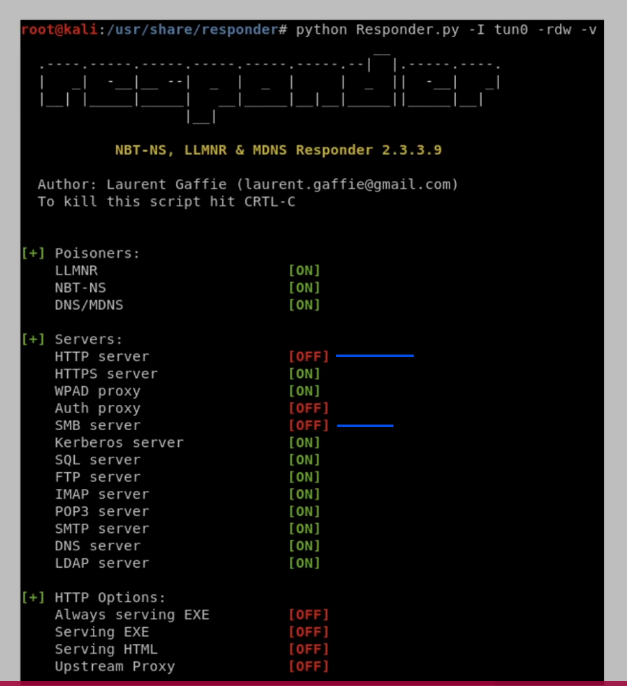 root@kali:/usr/share/responder# python Responder.py -I tun0 -rdw -v
responder
NBT-NS, LLMNR & MDNS Responder 2.3.3.9
Author: Laurent Gaffie (laurent.gaffie@gmail.com)
To kill this script hit CRTL-C
[+] Poisoners:
LLMNR [ON]
NBT-NS [ON]
DNS/MDNS [ON]
[+] Servers:
HTTP server [OFF]
HTTPS server [ON]
WPAD proxy [ON]
Auth proxy [OFF]
SMB server [OFF]
Kerberos server [ON]
SQL server [ON]
FTP server [ON]
IMAP server [ON]
POP3 server [ON]
SMTP server [ON]
DNS server [ON]
LDAP server [ON]
[+] HTTP Options:
Always serving EXE [OFF]
Serving EXE [OFF]
Serving HTML [OFF]
Upstream Proxy [OFF]